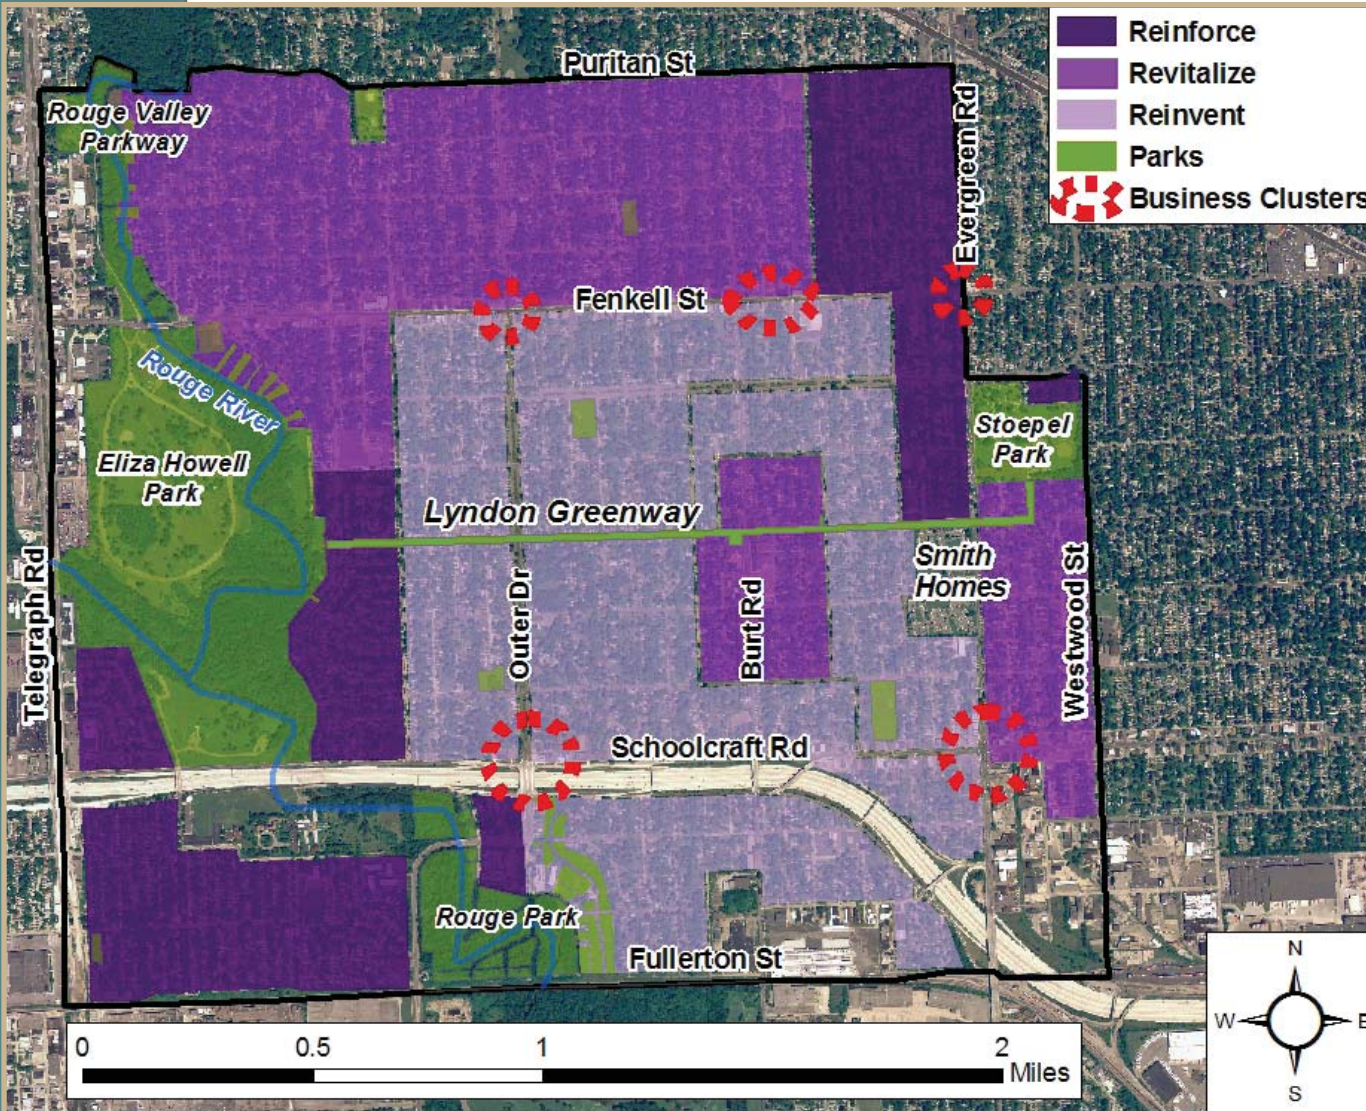 Reinforce
Revitalize
Reinvent
Parks
Business Clusters
Puritan St
Evergreen Rd
Rouge Valley
Parkway
Fenkell St
Rouge River
Eliza Howell
Park
Stoepel
Park
Lyndon Greenway
Smith
Homes
Telegraph Rd
Outer Dr
Burt Rd
Westwood St
Schoolcraft Rd
Rouge Park
Fullerton St
N
W
E
S
0 0.5 1 2
Miles